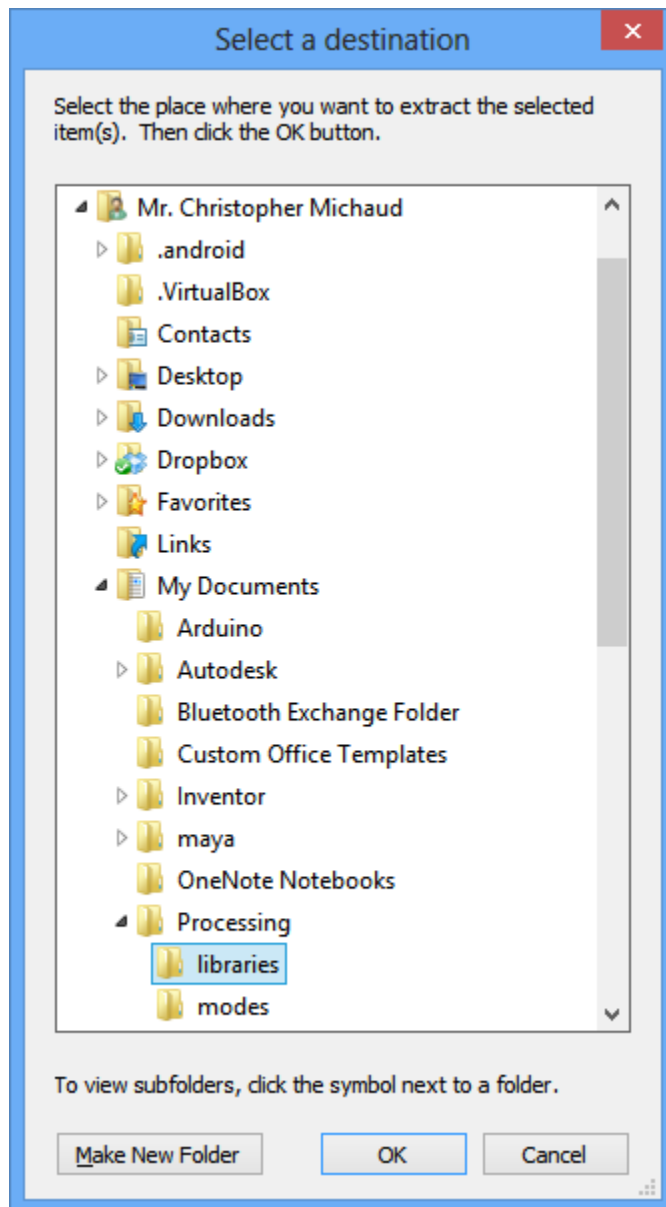 Select a destination
Select the place where you want to extract the selected
item(s). Then click the OK button.
Mr. Christopher Michaud
.android
.VirtualBox
Contacts
Desktop
Downloads
Dropbox
Favorites
Links
My Documents
Arduino
Autodesk
Bluetooth Exchange Folder
Custom Office Templates
Inventor
maya
OneNote Notebooks
Processing
libraries
modes
To view subfolders, click the symbol next to a folder.
Make New Folder OK Cancel